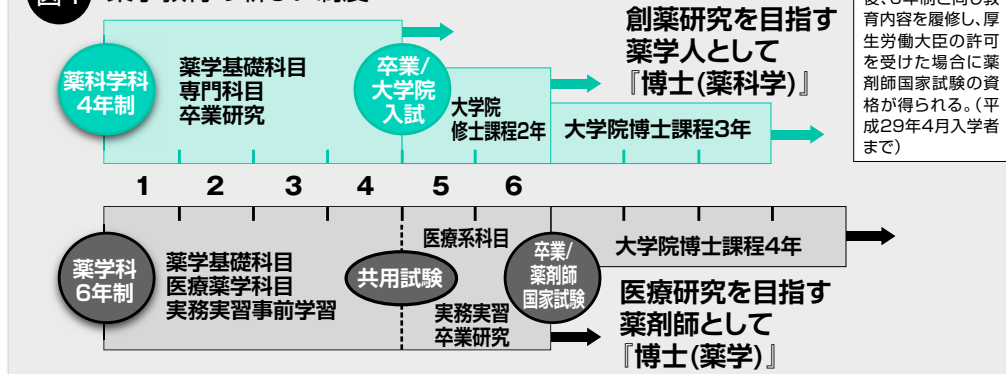 創薬研究を目指す
薬学人として
『博士(薬科学)』
育内容を履修し、厚
生労働大臣の許可
を受けた場合に薬
剤師国家試験の資
格が得られる。(平
成29年4月入学者
まで)
薬科学科
4年制
薬学基礎科目
専門科目
卒業研究
卒業/
大学院
入試
大学院
修士課程2年
大学院博士課程3年
1 2 3 4 5 6
薬学科
6年制
薬学基礎科目
医療薬学科目
実務実習事前学習
共用試験
医療系科目
実務実習
卒業研究
卒業/
薬剤師
国家試験
大学院博士課程4年
医療研究を目指す
薬剤師として
『博士(薬学)』